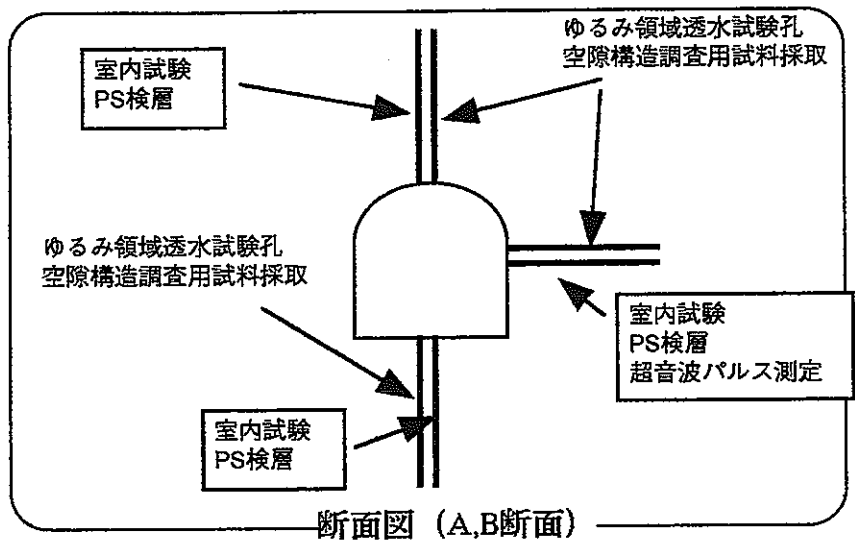 ゆるみ領域透水試験孔
空隙構造調査用試料採取
室内試験
PS検層
ゆるみ領域透水試験孔
空隙構造調査用試料採取
室内試験
PS検層
超音波パルス測定
室内試験
PS検層
断面図（A,B断面）